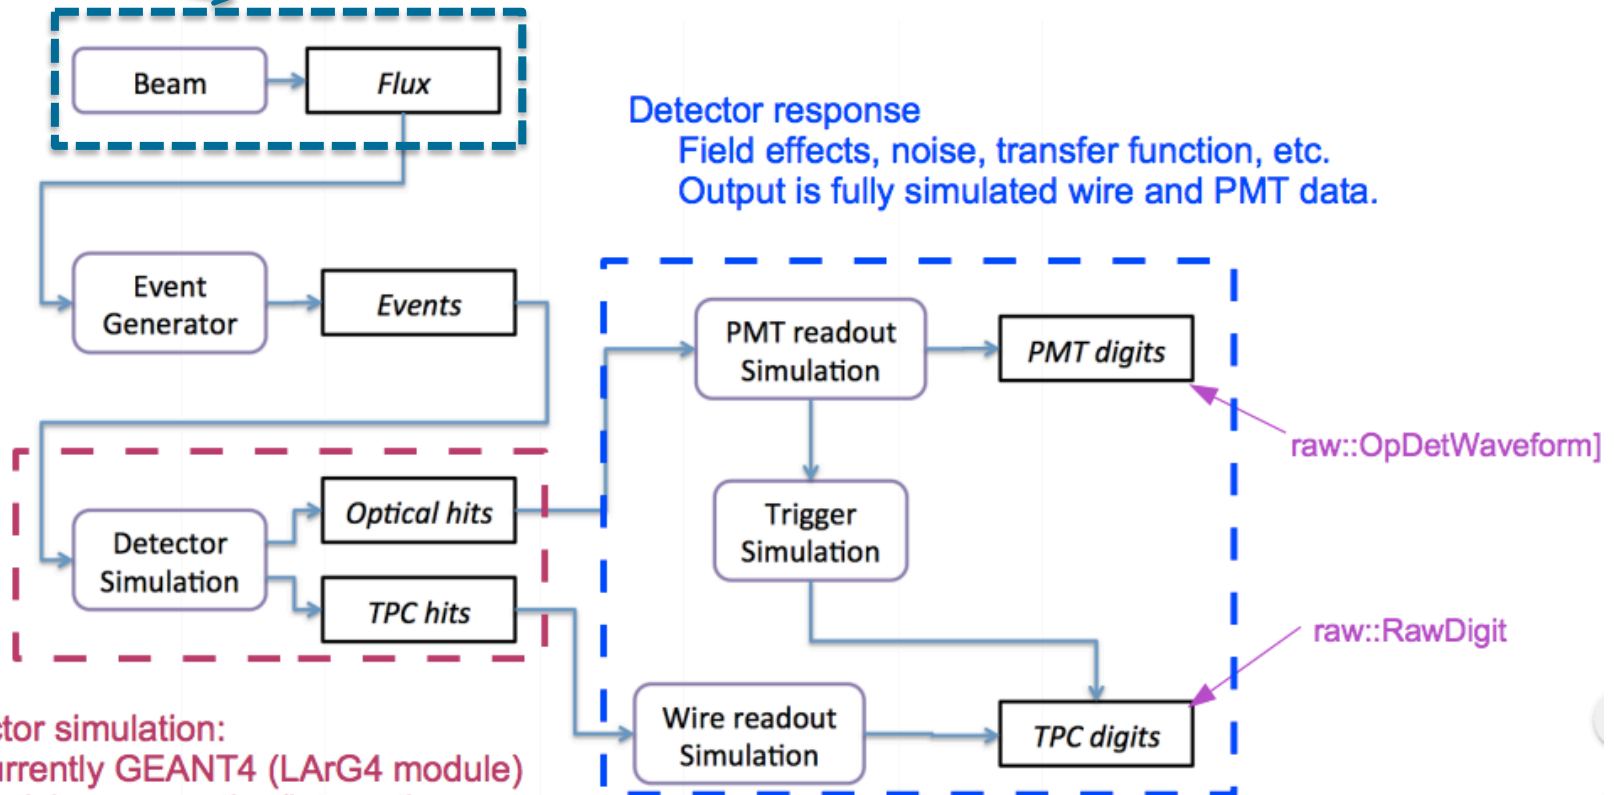 Beam
Flux
Detector response
Field effects, noise, transfer function, etc.
Output is fully simulated wire and PMT data.
Event
Generator
Events
PMT readout
Simulation
PMT digits
raw::OpDetWaveform]
Optical hits
Detector
Simulation
TPC hits
Trigger
Simulation
raw::RawDigit
Wire readout
Simulation
TPC digits
simulation:
GEANT4 (LArG4 module)